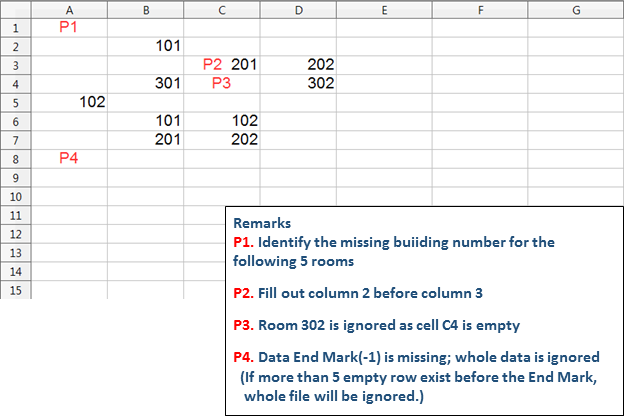 A B C D E F G
1 P1
2 101
3 P2 201 202
4 301 P3 302
5 102
6 101 102
7 201 202
8 P4
9
10
11
12
13
14
15
Remarks
P1. Identify the missing buiiding number for the
following 5 rooms
P2. Fill out column 2 before column 3
P3. Room 302 is ignored as cell C4 is empty
P4. Data End Mark(-1) is missing; whole data is ignored
(If more than 5 empty row exist before the End Mark,
whole file will be ignored.)